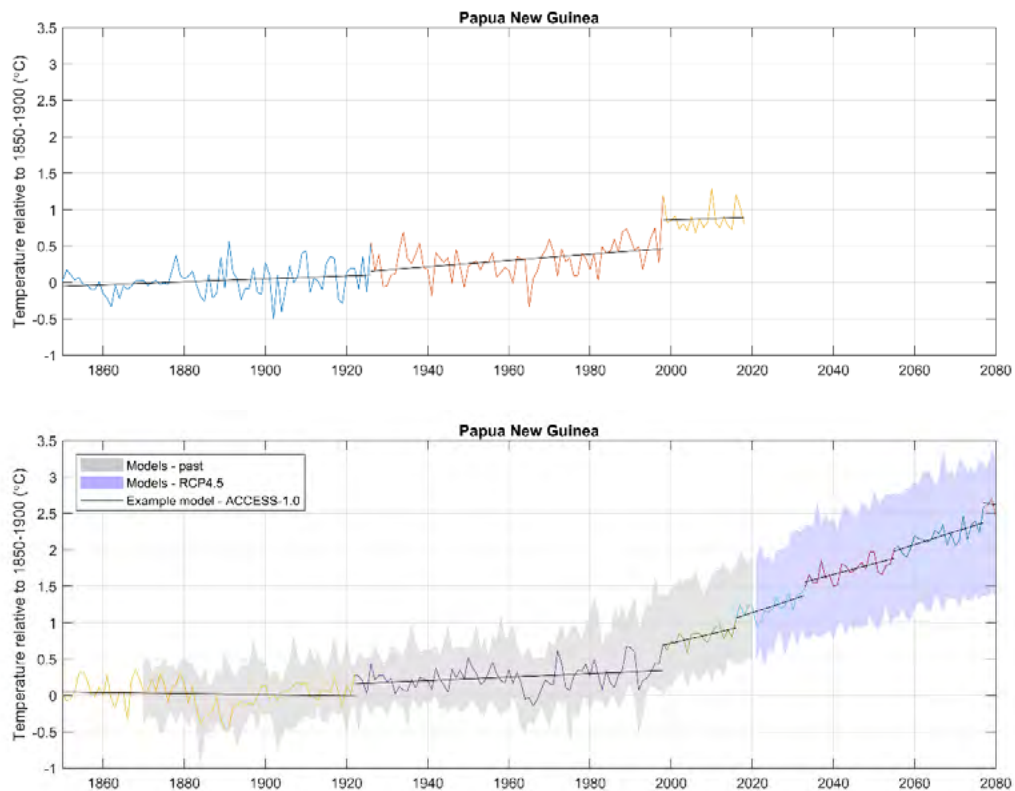 Papua New Guinea
Temperature relative to 1850-1900 (°C)
3.5
3
2.5
2
1.5
1
0.5
0
-0.5
-1
1860 1880 1900 1920 1940 1960 1980 2000 2020 2040 2060 2080
Papua New Guinea
Temperature relative to 1850-1900 (°C)
3.5
3
2.5
2
1.5
1
0.5
0
-0.5
-1
Models - past
Models - RCP4.5
Example model - ACCESS-1.0
1860 1880 1900 1920 1940 1960 1980 2000 2020 2040 2060 2080